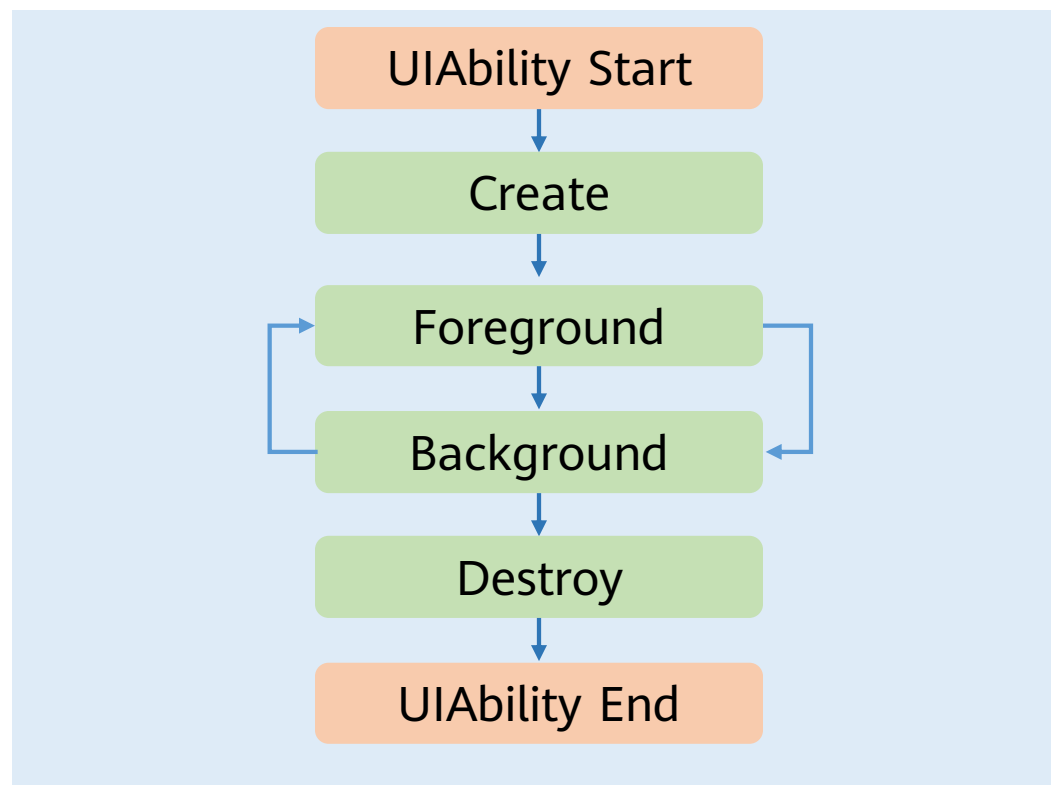 UIAbility Start
Create
Foreground
Background
Destroy
UIAbility End